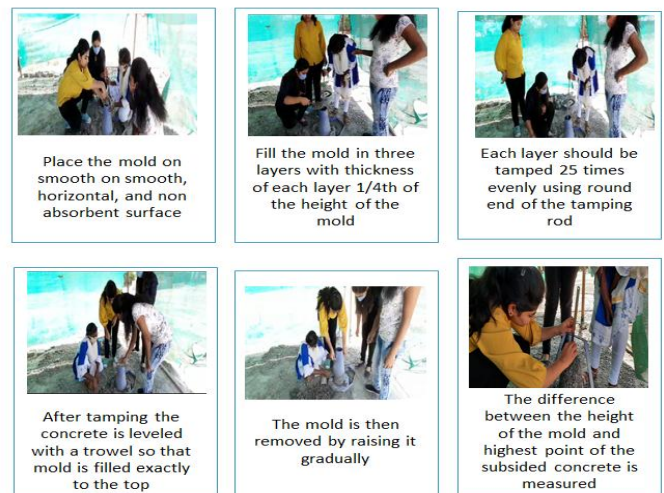 Place the mold on
smooth on smooth,
horizontal, and non
absorbent surface
Fill the mold in three
layers with thickness
of each layer 1/4th of
the height of the
mold
Each layer should be
tamped 25 times
evenly using round
end of the tamping
rod
After tamping the
concrete is leveled
with a trowel so that
mold is filled exactly
to the top
The mold is then
removed by raising it
gradually
The difference
between the height
of the mold and
highest point of the
subsided concrete is
measured